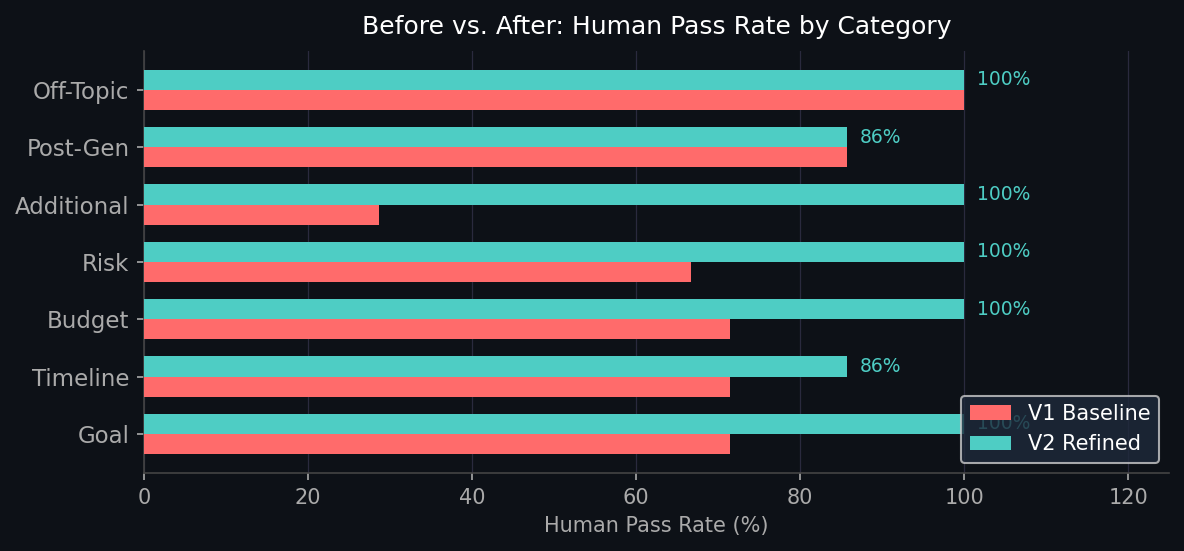 Before vs. After: Human Pass Rate by Category
Off-Topic
100%
Post-Gen
86%
Additional
100%
Risk
100%
Budget
100%
Timeline
86%
Goal
100%
V1 Baseline
V2 Refined
0 20 40 60 80 100 120
Human Pass Rate (%)